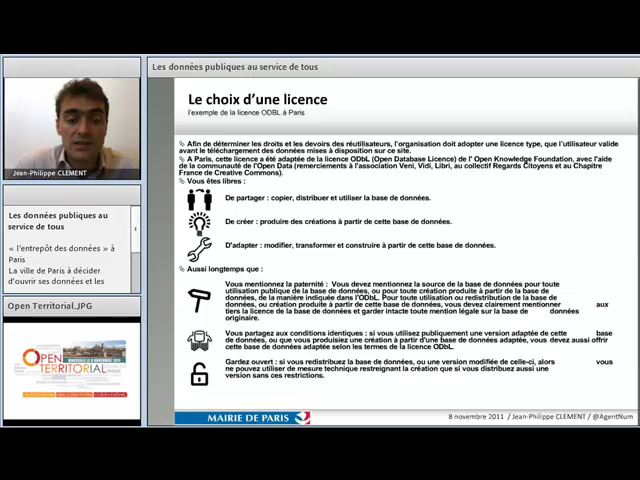 Les données publiques au service de tous
Jean-Philippe CLEMENT
Les données publiques au
service de tous
« l'entrepôt des données » à
Paris
La ville de Paris à décider
d'ouvrir ses données et les
Open Territorial.JPG
OPEN
TERRITORIAL
Le choix d'une licence
l'exemple de la licence ODBL à Paris
Afin de déterminer les droits et les devoirs des réutilisateurs, l'organisation doit adopter une licence type, que l'utilisateur valide
avant le téléchargement des données mises à disposition sur ce site.
A Paris, cette licence a été adaptée de la licence ODbL (Open Database Licence) de l' Open Knowledge Foundation, avec l'aide
de la communauté de l'Open Data (remerciements à l'association Veni, Vidi, Libri, au collectif Regards Citoyens et au Chapitre
France de Creative Commons).
Vous êtes libres :
De partager : copier, distribuer et utiliser la base de données.
De créer : produire des créations à partir de cette base de données.
D'adapter : modifier, transformer et construire à partir de cette base de données.
Aussi longtemps que :
Vous mentionnez la paternité : Vous devez mentionnez la source de la base de données pour toute
utilisation publique de la base de données, ou pour toute création produite à partir de la base de
données, de la manière indiquée dans l'ODbL. Pour toute utilisation ou redistribution de la base de
données, ou création produite à partir de cette base de données, vous devez clairement mentionner aux
tiers la licence de la base de données et garder intacte toute mention légale sur la base de données
originaire.
Vous partagez aux conditions identiques : si vous utilisez publiquement une version adaptée de cette base
de données, ou que vous produisiez une création à partir d'une base de données adaptée, vous devez aussi offrir
cette base de données adaptée selon les termes de la licence ODbL.
Gardez ouvert : si vous redistribuez la base de données, ou une version modifiée de celle-ci, alors vous
ne pouvez utiliser de mesure technique restreignant la création que si vous distribuez aussi une
version sans ces restrictions.
MAIRIE DE PARIS
8 novembre 2011 / Jean-Philippe CLEMENT / @AgentNum